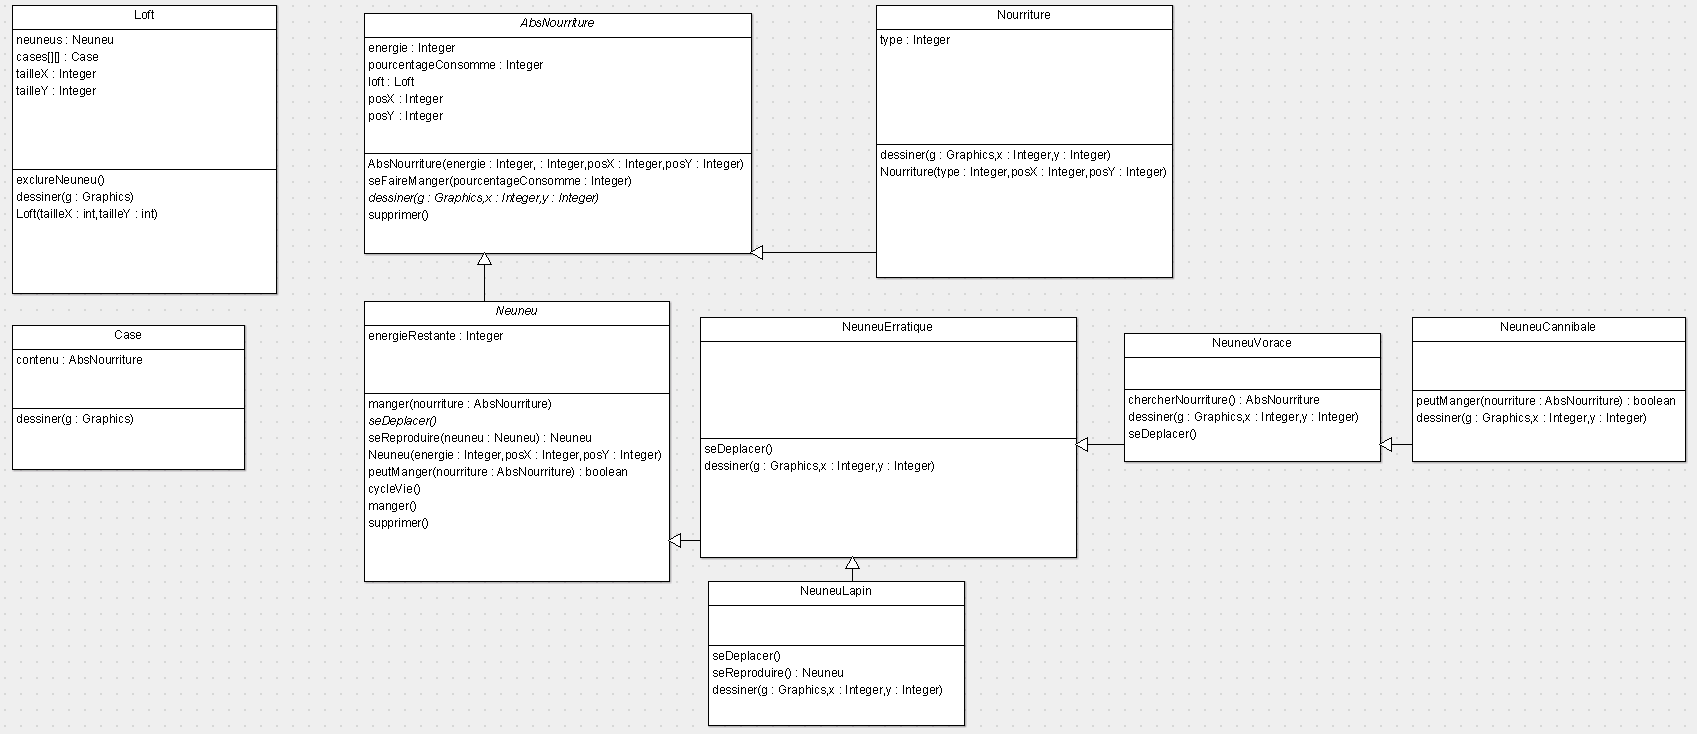 Loft
neuneus : Neuneu
cases[][] : Case
tailleX : Integer
tailleY : Integer
exclureNeuneu()
dessiner(g : Graphics)
Loft(tailleX : int,tailleY : int)
AbsNourriture
energie : Integer
pourcentageConsomme : Integer
loft : Loft
posX : Integer
posY : Integer
AbsNourriture(energie : Integer, : Integer,posX : Integer,posY : Integer)
seFaireManger(pourcentageConsomme : Integer)
dessiner(g : Graphics,x : Integer,y : Integer)
supprimer()
Nourriture
type : Integer
dessiner(g : Graphics,x : Integer,y : Integer)
Nourriture(type : Integer,posX : Integer,posY : Integer)
Case
contenu : AbsNourriture
dessiner(g : Graphics)
Neuneu
energieRestante : Integer
manger(nourriture : AbsNourriture)
seDeplacer()
seReproduire(neuneu : Neuneu) : Neuneu
Neuneu(energie : Integer,posX : Integer,posY : Integer)
peutManger(nourriture : AbsNourriture) : boolean
cycleVie()
manger()
supprimer()
NeuneuErratique
seDeplacer()
dessiner(g : Graphics,x : Integer,y : Integer)
NeuneuVorace
chercherNourriture() : AbsNourriture
dessiner(g : Graphics,x : Integer,y : Integer)
seDeplacer()
NeuneuCannibale
peutManger(nourriture : AbsNourriture) : boolean
dessiner(g : Graphics,x : Integer,y : Integer)
NeuneuLapin
seDeplacer()
seReproduire() : Neuneu
dessiner(g : Graphics,x : Integer,y : Integer)